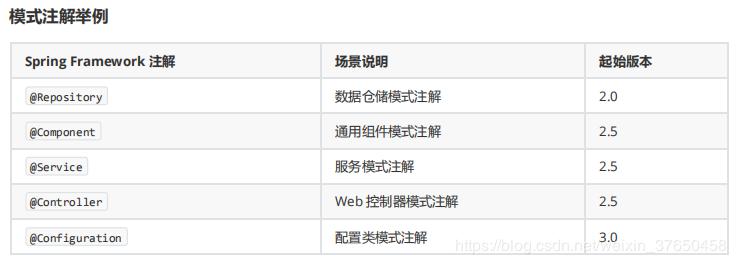 模式注解举例
Spring Framework 注解 场景说明 起始版本
@Repository 数据仓储模式注解 2.0
@Component 通用组件模式注解 2.5
@Service 服务模式注解 2.5
@Controller Web 控制器模式注解 2.5
@Configuration 配置类模式注解 3.0
https://blog.csdn.net/weixin_37650458